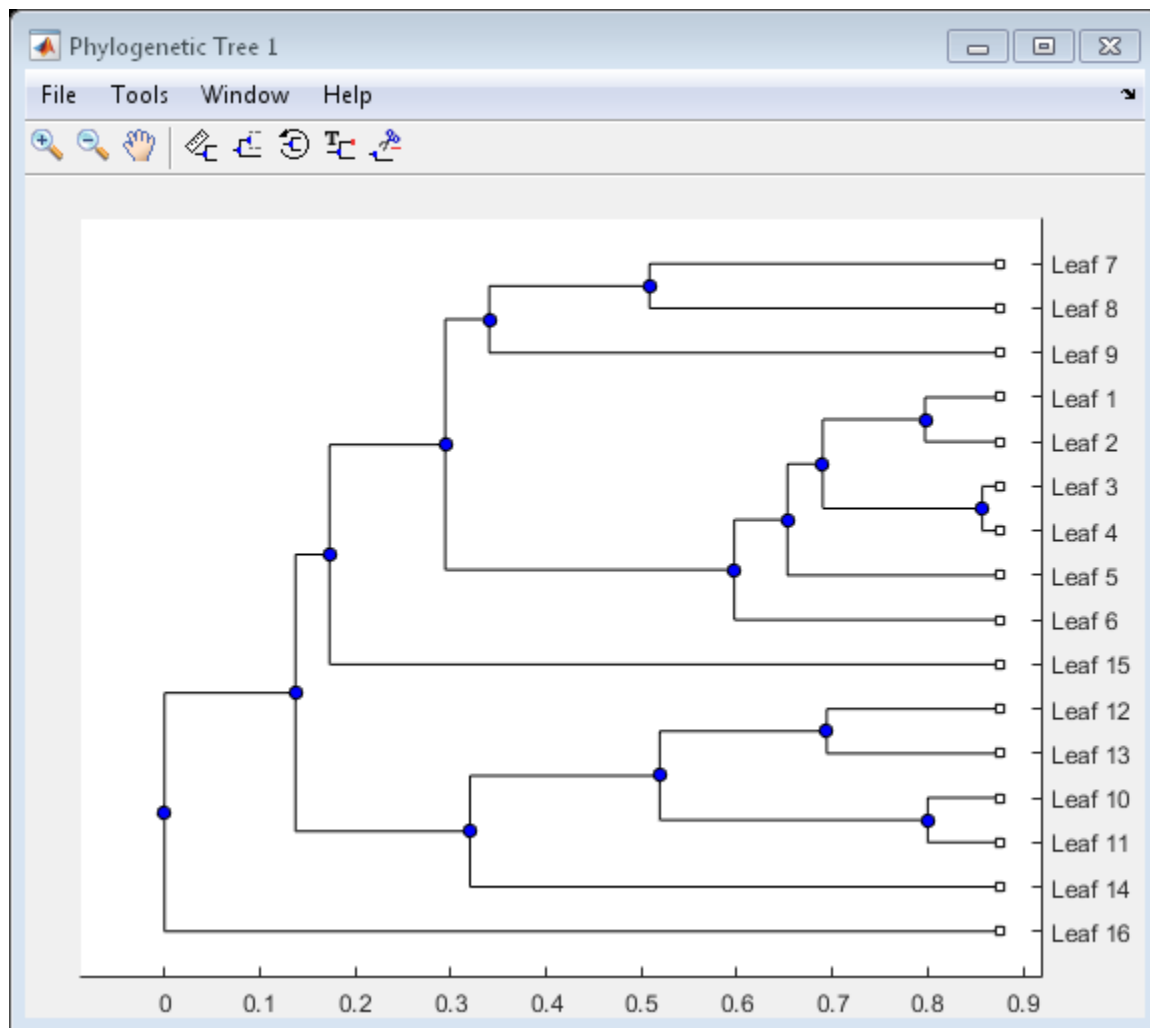 Phylogenetic Tree 1
File Tools Window Help
T
Leaf 7
Leaf 8
Leaf 9
Leaf 1
Leaf 2
Leaf 3
Leaf 4
Leaf 5
Leaf 6
Leaf 15
Leaf 12
Leaf 13
Leaf 10
Leaf 11
Leaf 14
Leaf 16
0 0.1 0.2 0.3 0.4 0.5 0.6 0.7 0.8 0.9